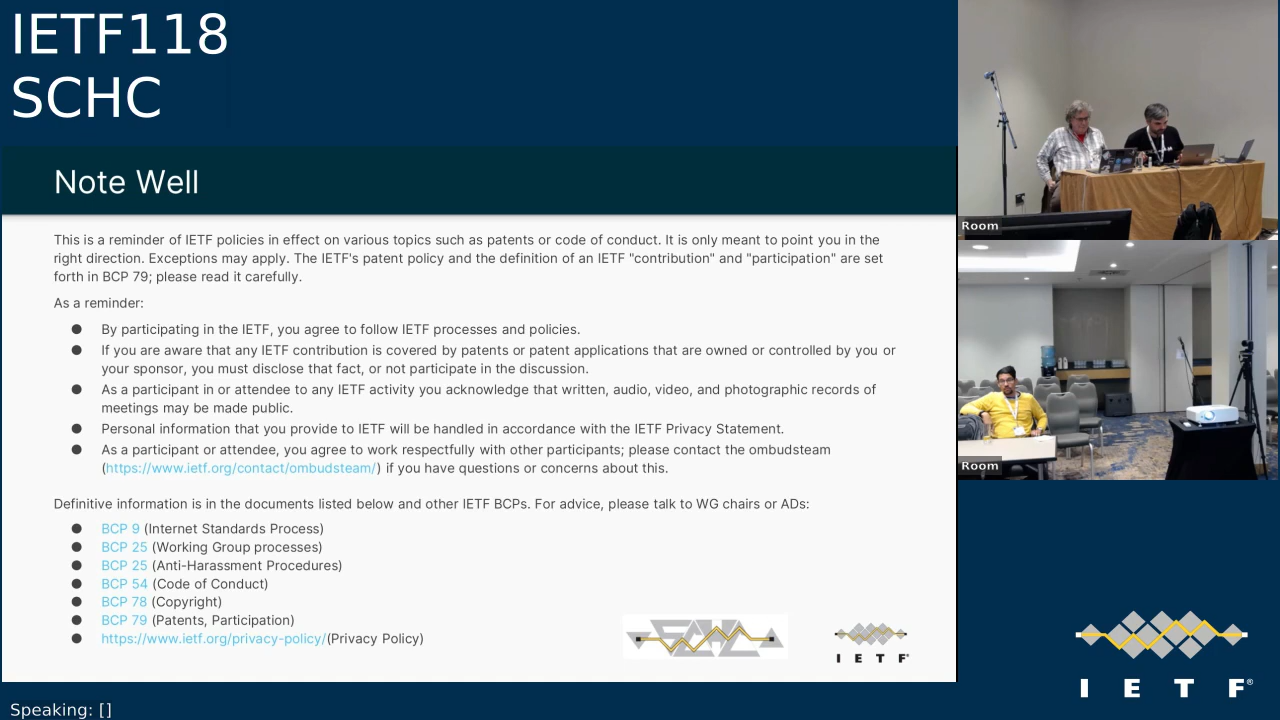 IETF118
SCHC
Note Well
This is a reminder of IETF policies in effect on various topics such as patents or code of conduct. It is only meant to point you in the
right direction. Exceptions may apply. The IETF's patent policy and the definition of an IETF "contribution" and "participation" are set
forth in BCP 79; please read it carefully.
As a reminder:
● By participating in the IETF, you agree to follow IETF processes and policies.
● If you are aware that any IETF contribution is covered by patents or patent applications that are owned or controlled by you or
your sponsor, you must disclose that fact, or not participate in the discussion.
● As a participant in or attendee to any IETF activity you acknowledge that written, audio, video, and photographic records of
meetings may be made public.
● Personal information that you provide to IETF will be handled in accordance with the IETF Privacy Statement.
● As a participant or attendee, you agree to work respectfully with other participants; please contact the ombudsteam
(https://www.ietf.org/contact/ombudsteam/) if you have questions or concerns about this.
Definitive information is in the documents listed below and other IETF BCPs. For advice, please talk to WG chairs or ADs:
● BCP 9 (Internet Standards Process)
● BCP 25 (Working Group processes)
● BCP 25 (Anti-Harassment Procedures)
● BCP 54 (Code of Conduct)
● BCP 78 (Copyright)
● BCP 79 (Patents, Participation)
● https://www.ietf.org/privacy-policy/(Privacy Policy)
SCHC
I E T F®
Room
Room
I E T F®
Speaking: []